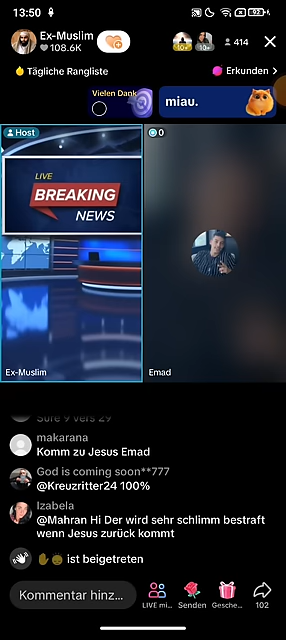 13:50
92
Ex-Muslim
108.6K
10+
10+
414
Tägliche Rangliste
Erkunden >
Vielen Dank
miau.
Host
0
LIVE
BREAKING
NEWS
Ex-Muslim
Emad
Sure 9 Vers 29
makarana
Komm zu Jesus Emad
God is coming soon**777
@Kreuzritter24 100%
Izabela
@Mahran Hi Der wird sehr schlimm bestraft
wenn Jesus zurück kommt
ist beigetreten
Kommentar hinz...
LIVE mi...
Senden
Gesche...
102